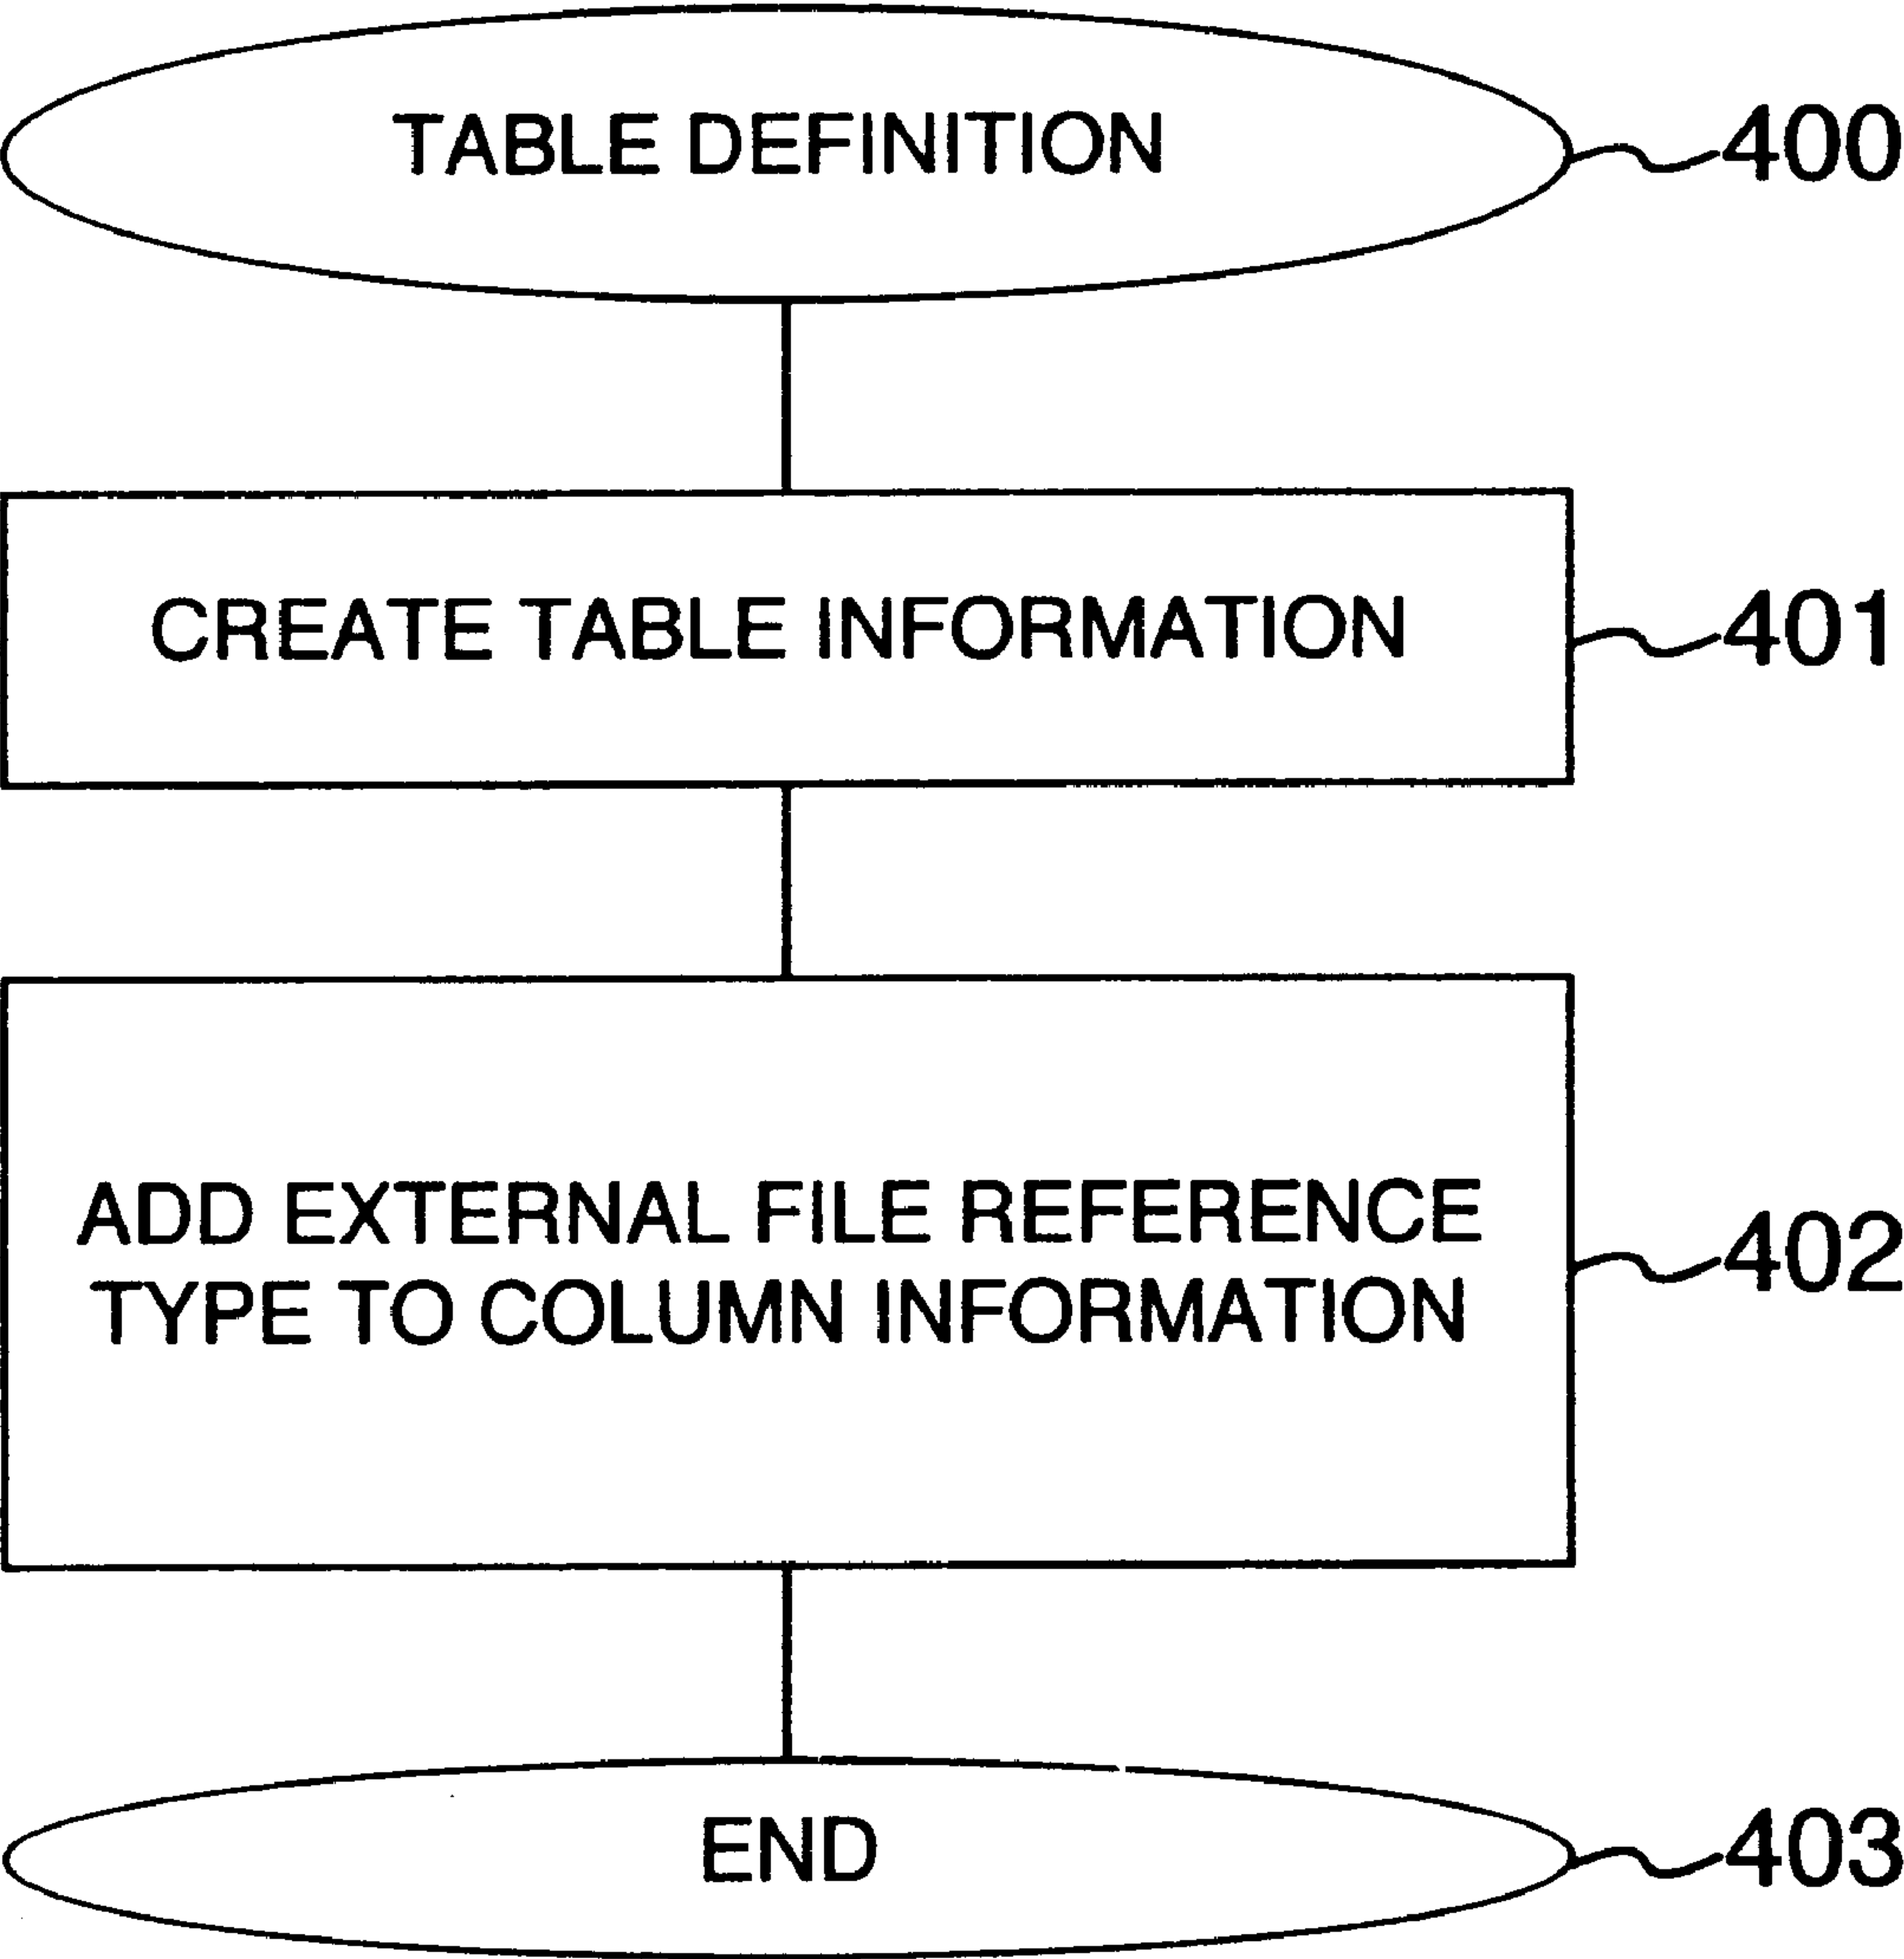 TABLE DEFINITION
400
CREATE TABLE INFORMATION
401
ADD EXTERNAL FILE REFERENCE
TYPE TO COLUMN INFORMATION
402
END
403